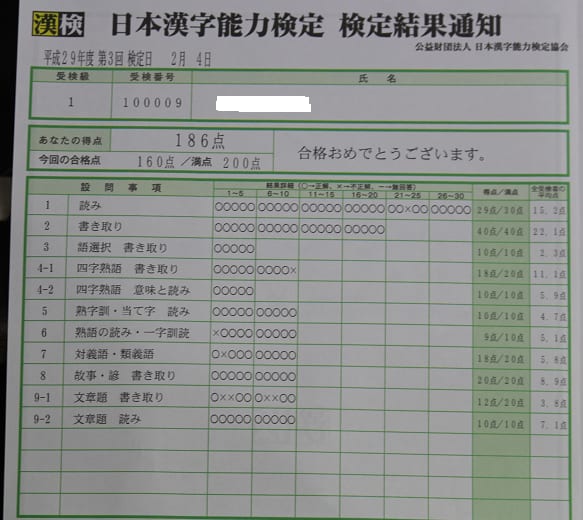 漢検 日本漢字能力検定 検定結果通知
平成29年度 第3回 検定日 2月 4日
公益財団法人 日本漢字能力検定協会
受検級 受検番号 氏名
1 100009
あなたの得点 186点
今回の合格点 160点 / 満点 200点
合格おめでとうございます。
設問事項 結果詳細 (○→正解、×→不正解、-→無回答) 得点/満点 全受検者の平均点
1~5 6~10 11~15 16~20 21~25 26~30
1 読み ○○○○○ ○○○○○ ○○○○○ ○○○○○ ○○×○○ ○○○○○ 29点/30点 15.2点
2 書き取り ○○○○○ ○○○○○ ○○○○○ ○○○○○ 40点/40点 22.1点
3 語選択 書き取り ○○○○○ 10点/10点 2.3点
4-1 四字熟語 書き取り ○○○○○ ○○○○× 18点/20点 11.1点
4-2 四字熟語 意味と読み ○○○○○ 10点/10点 5.9点
5 熟字訓・当て字 読み ○○○○○ ○○○○○ 10点/10点 4.7点
6 熟語の読み・一字訓読 ×○○○○ ○○○○○ 9点/10点 5.1点
7 対義語・類義語 ○×○○○ ○○○○○ 18点/20点 5.8点
8 故事・諺 書き取り ○○○○○ ○○○○○ 20点/20点 8.9点
9-1 文章題 書き取り ○××○○ ○××○○ 12点/20点 3.8点
9-2 文章題 読み ○○○○○ ○○○○○ 10点/10点 7.1点